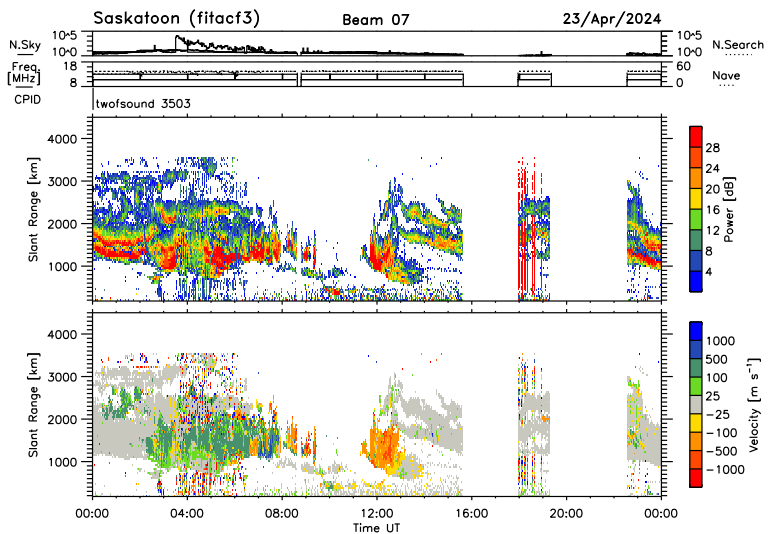 Saskatoon (fitacf3) Beam 07 23/Apr/2024
N.Sky 10^5 10^0 10^5 10^0 N.Search
Freq. [MHz] 18 8 60 0 Nave
CPID twofsound 3503
Slant Range [km] 4000 3000 2000 1000
Power [dB] 28 24 20 16 12 8 4
Slant Range [km] 4000 3000 2000 1000
Velocity [m s⁻¹] 1000 500 100 25 −25 −100 −500 −1000
00:00 04:00 08:00 12:00 16:00 20:00 00:00
Time UT